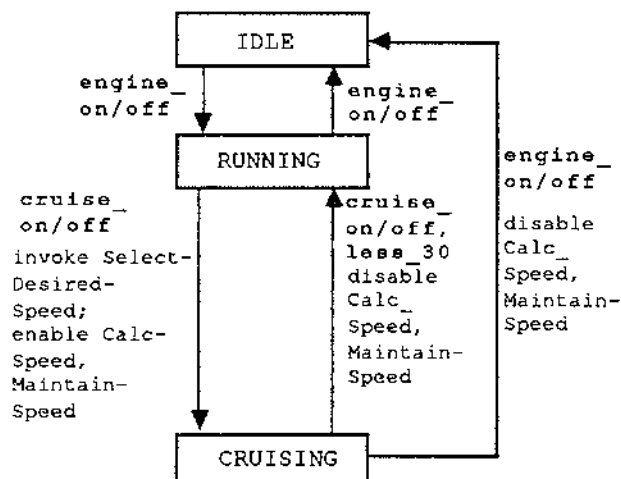 IDLE
engine_
on/off
engine_
on/off
RUNNING
engine_
on/off
disable
Calc_
Speed,
Maintain-
Speed
cruise_
on/off
invoke Select-
Desired-
Speed;
enable Calc-
Speed,
Maintain-
Speed
cruise_
on/off,
less_30
disable
Calc_
Speed,
Maintain-
Speed
CRUISING